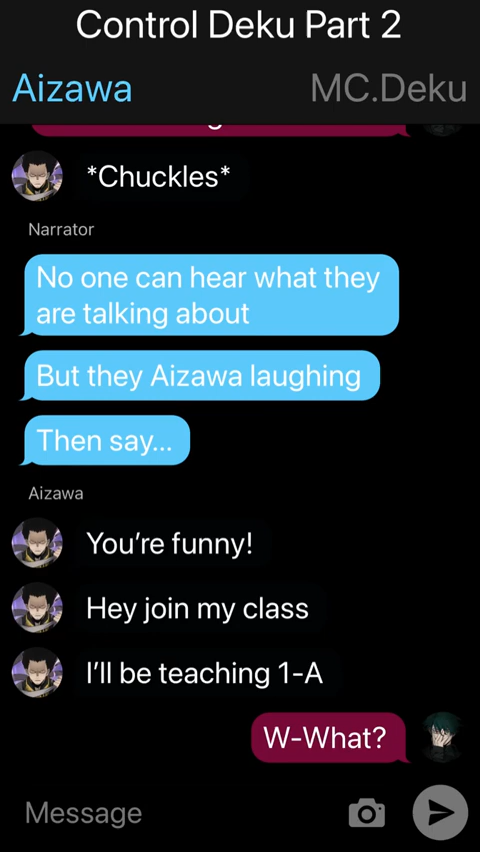 Control Deku Part 2
Aizawa
MC.Deku
*Chuckles*
Narrator
No one can hear what they
are talking about
But they Aizawa laughing
Then say...
Aizawa
You’re funny!
Hey join my class
I’ll be teaching 1-A
W-What?
Message